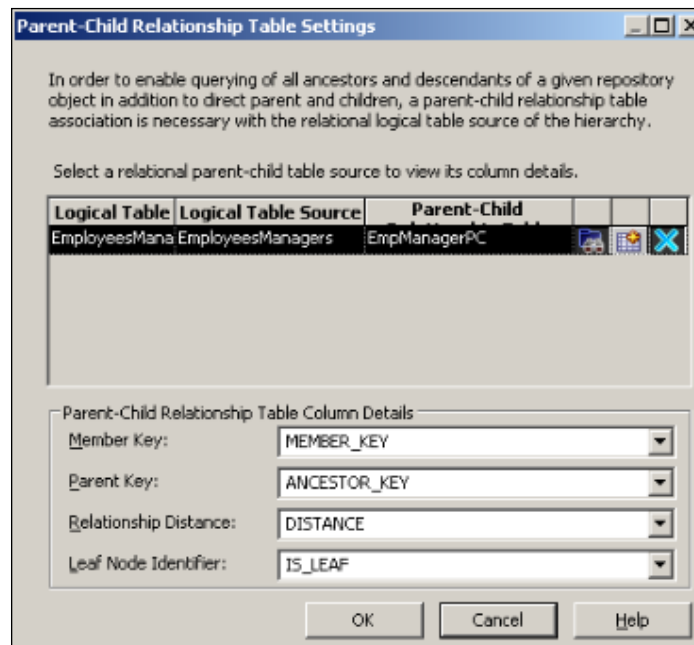 Parent-Child Relationship Table Settings
In order to enable querying of all ancestors and descendants of a given repository
object in addition to direct parent and children, a parent-child relationship table
association is necessary with the relational logical table source of the hierarchy.
Select a relational parent-child table source to view its column details.
Logical Table Logical Table Source Parent-Child
EmployeesMana EmployeesManagers EmpManagerPC
Parent-Child Relationship Table Column Details
Member Key: MEMBER_KEY
Parent Key: ANCESTOR_KEY
Relationship Distance: DISTANCE
Leaf Node Identifier: IS_LEAF
OK Cancel Help